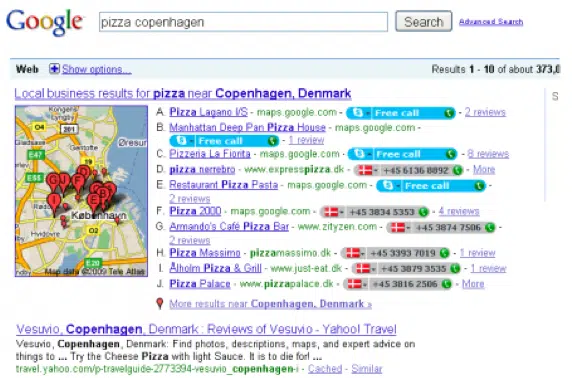 Google pizza copenhagen Search Advanced Search
Web Show options... Results 1 - 10 of about 373,
Local business results for pizza near Copenhagen, Denmark
A. Pizza Lagano I/S - maps.google.com - Free call - 2 reviews
B. Manhattan Deep Pan Pizza House - maps.google.com -
Free call - 1 review
C. Pizzeria La Fiorita - maps.google.com - Free call - 8 reviews
D. pizza nørrebro - www.expresspizza.dk - +45 6136 8892 - More
E. Restaurant Pizza Pasta - maps.google.com - Free call -
2 reviews
F. Pizza 2000 - maps.google.com - +45 3834 5353 - 4 reviews
G. Armando's Café Pizza Bar - www.zityzen.com - +45 3874 7506 -
2 reviews
H. Pizza Massimo - pizzamassimo.dk - +45 3393 7019 - 1 review
I. Ålholm Pizza & Grill - www.just-eat.dk - +45 3879 3535 - 1 review
J. Pizza Palace - www.pizzapalace.dk - +45 3816 2506 - More
More results near Copenhagen, Denmark »
Kongens
Lyngby
O4
201
Gladsaxe
Øresur
E47
Gentofte
E55
København
Hvidovre
O2
E20
Map data ©2009 Tele Atlas
S
Vesuvio, Copenhagen, Denmark : Reviews of Vesuvio - Yahoo! Travel
Vesuvio, Copenhagen, Denmark: Find photos, descriptions, maps, and expert advice on
things to ... Try the Cheese Pizza with light Sauce. It is to die for! ...
travel.yahoo.com/p-travelguide-2773394-vesuvio_copenhagen-i - Cached - Similar